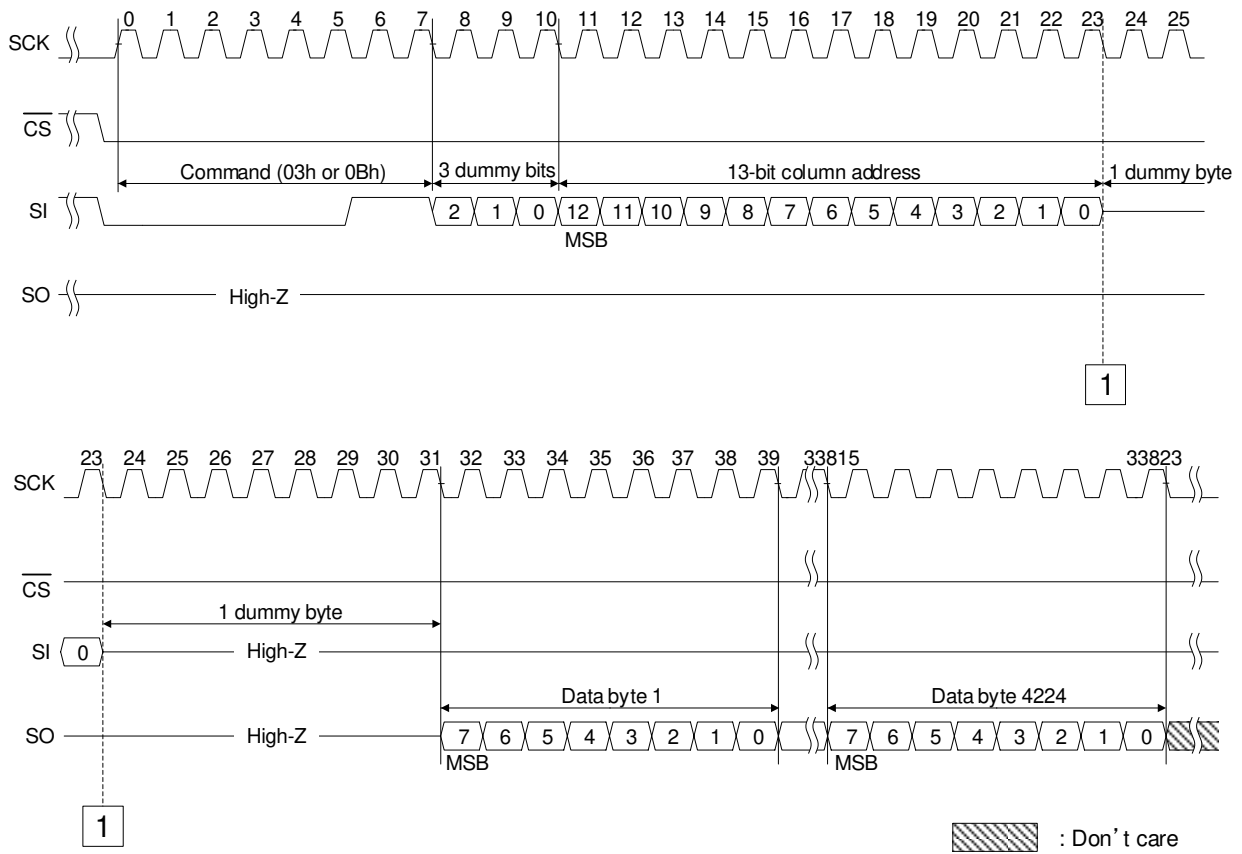 0 1 2 3 4 5 6 7 8 9 10 11 12 13 14 15 16 17 18 19 20 21 22 23 24 25
SCK
CS
Command (03h or 0Bh) 3 dummy bits 13-bit column address 1 dummy byte
SI 2 1 0 12 11 10 9 8 7 6 5 4 3 2 1 0
MSB
SO High-Z
1
23 24 25 26 27 28 29 30 31 32 33 34 35 36 37 38 39 33815 33823
SCK
CS
1 dummy byte
SI 0 High-Z
Data byte 1 Data byte 4224
SO High-Z 7 6 5 4 3 2 1 0 7 6 5 4 3 2 1 0
MSB MSB
1
: Don't care